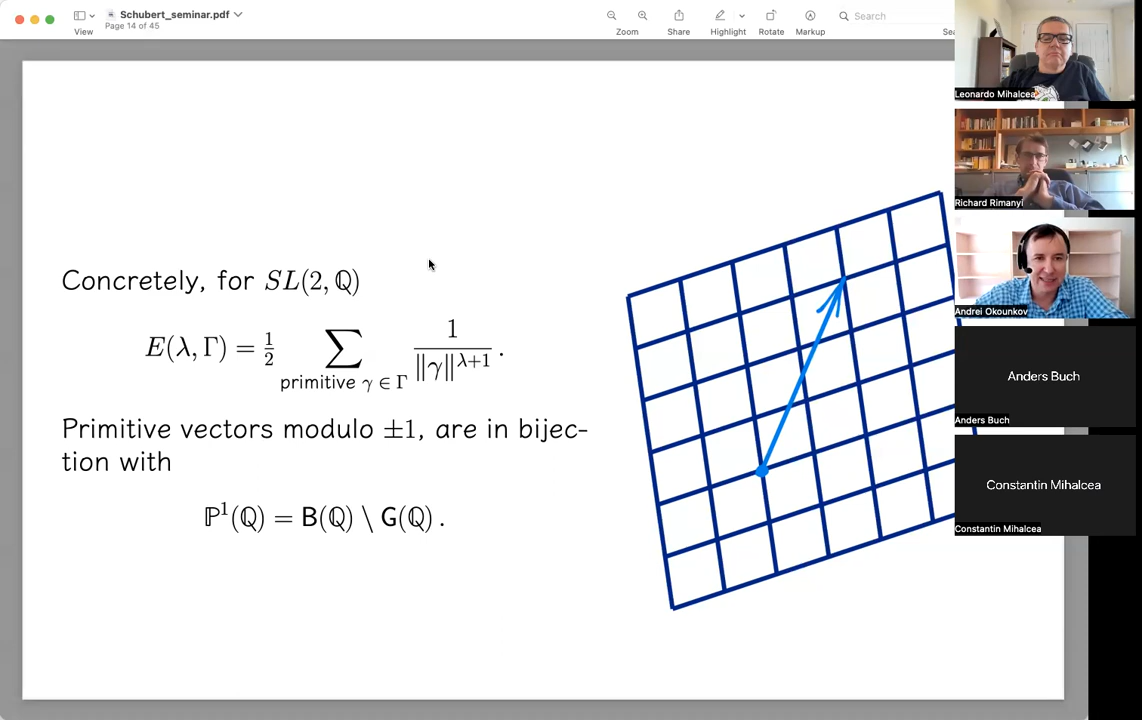 Schubert_seminar.pdf
Page 14 of 45
View
Zoom
Share
Highlight
Rotate
Markup
Search
Concretely, for SL(2, ℚ)
E(λ, Γ) = ½ ∑_{primitive γ ∈ Γ} 1/‖γ‖^{λ+1} .
Primitive vectors modulo ±1, are in bijec-
tion with
ℙ¹(ℚ) = B(ℚ) \ G(ℚ) .
Leonardo Mihalcea
Richard Rimanyi
Andrei Okounkov
Anders Buch
Anders Buch
Constantin Mihalcea
Constantin Mihalcea